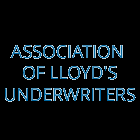 ASSOCIATION
OF LLOYD'S
UNDERWRITERS